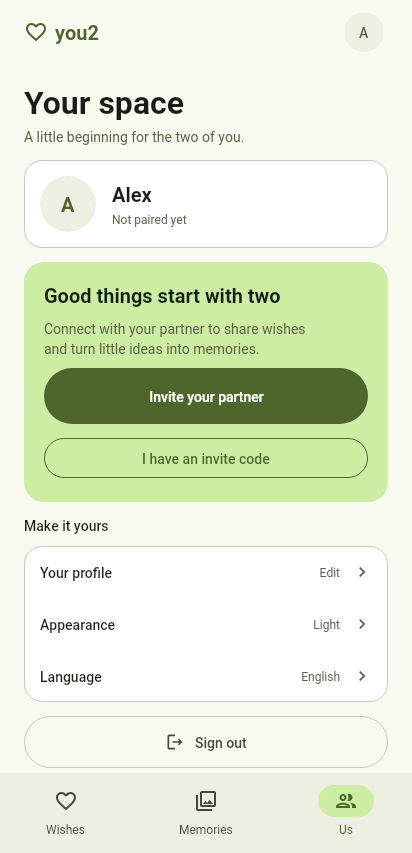 you2
A
Your space
A little beginning for the two of you.
A
Alex
Not paired yet
Good things start with two
Connect with your partner to share wishes
and turn little ideas into memories.
Invite your partner
I have an invite code
Make it yours
Your profile Edit
Appearance Light
Language English
Sign out
Wishes Memories Us